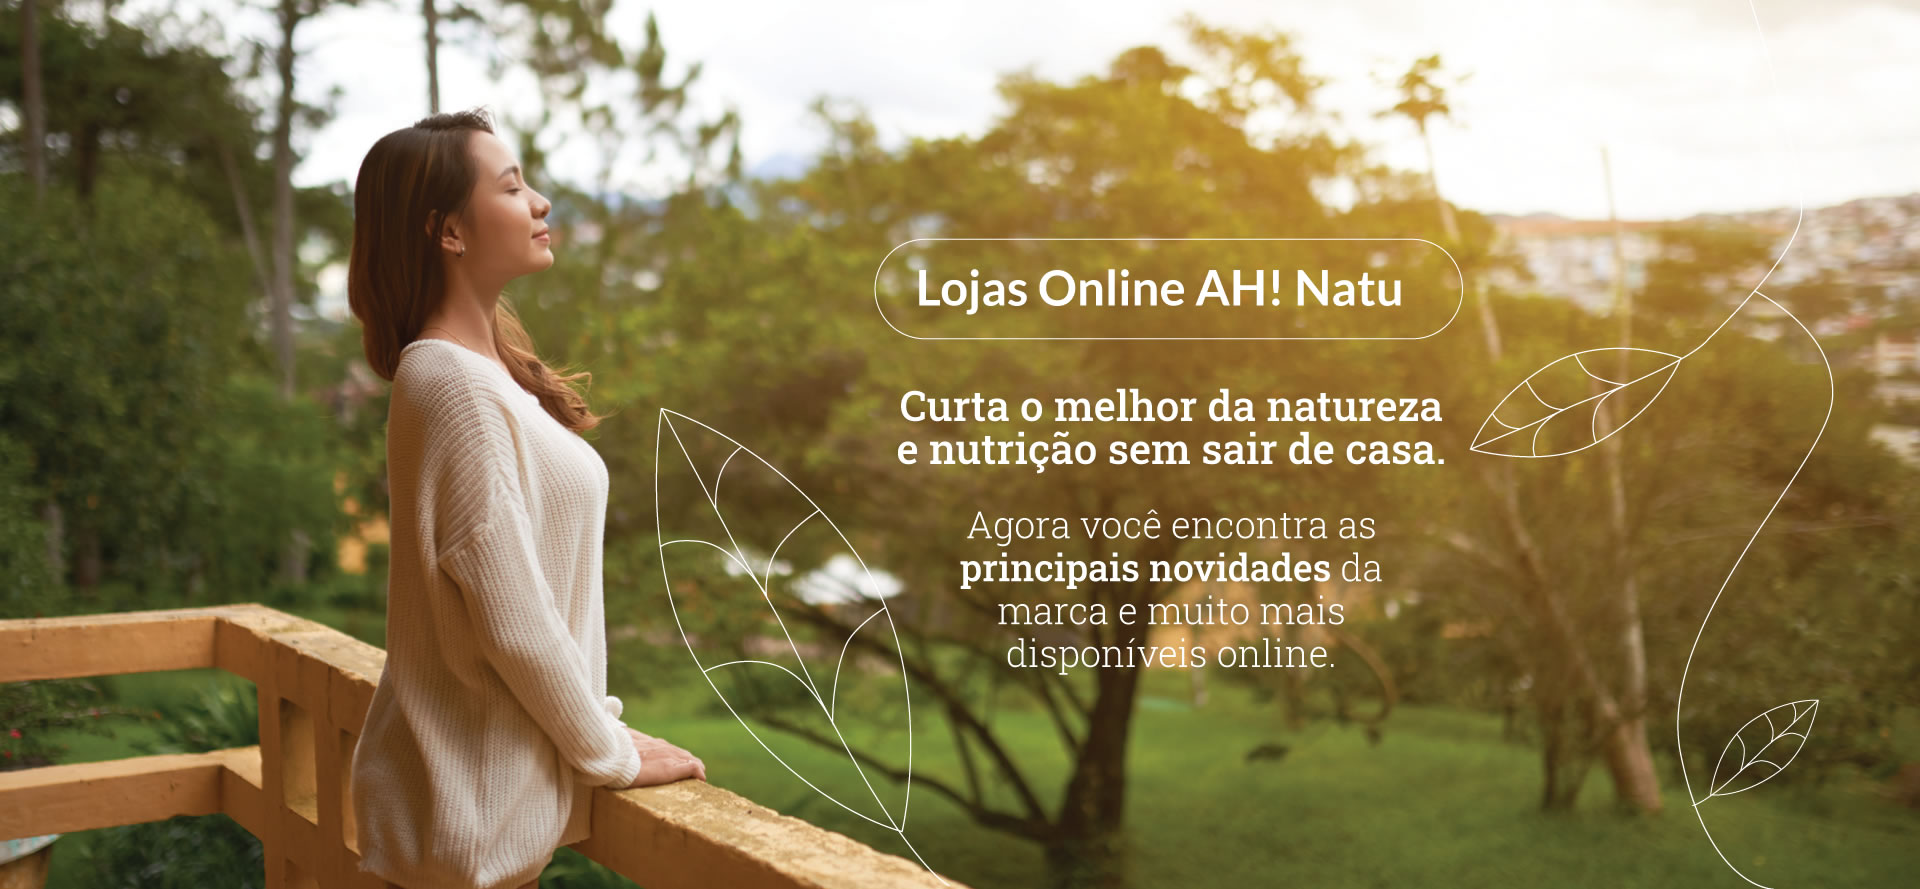 Lojas Online AH! Natu
Curta o melhor da natureza
e nutrição sem sair de casa.
Agora você encontra as
principais novidades da
marca e muito mais
disponíveis online.